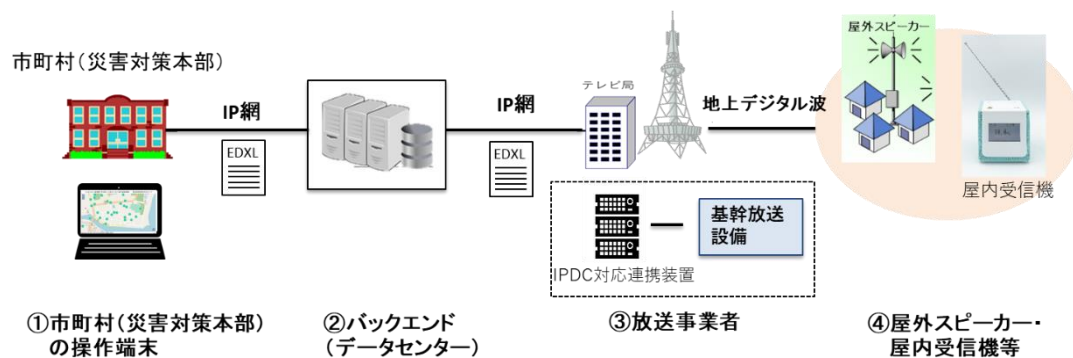 市町村(災害対策本部)
IP網
EDXL
IP網
EDXL
テレビ局
地上デジタル波
屋外スピーカー
屋内受信機
IPDC対応連携装置
基幹放送
設備
①市町村(災害対策本部)
の操作端末
②バックエンド
(データセンター)
③放送事業者
④屋外スピーカー・
屋内受信機等